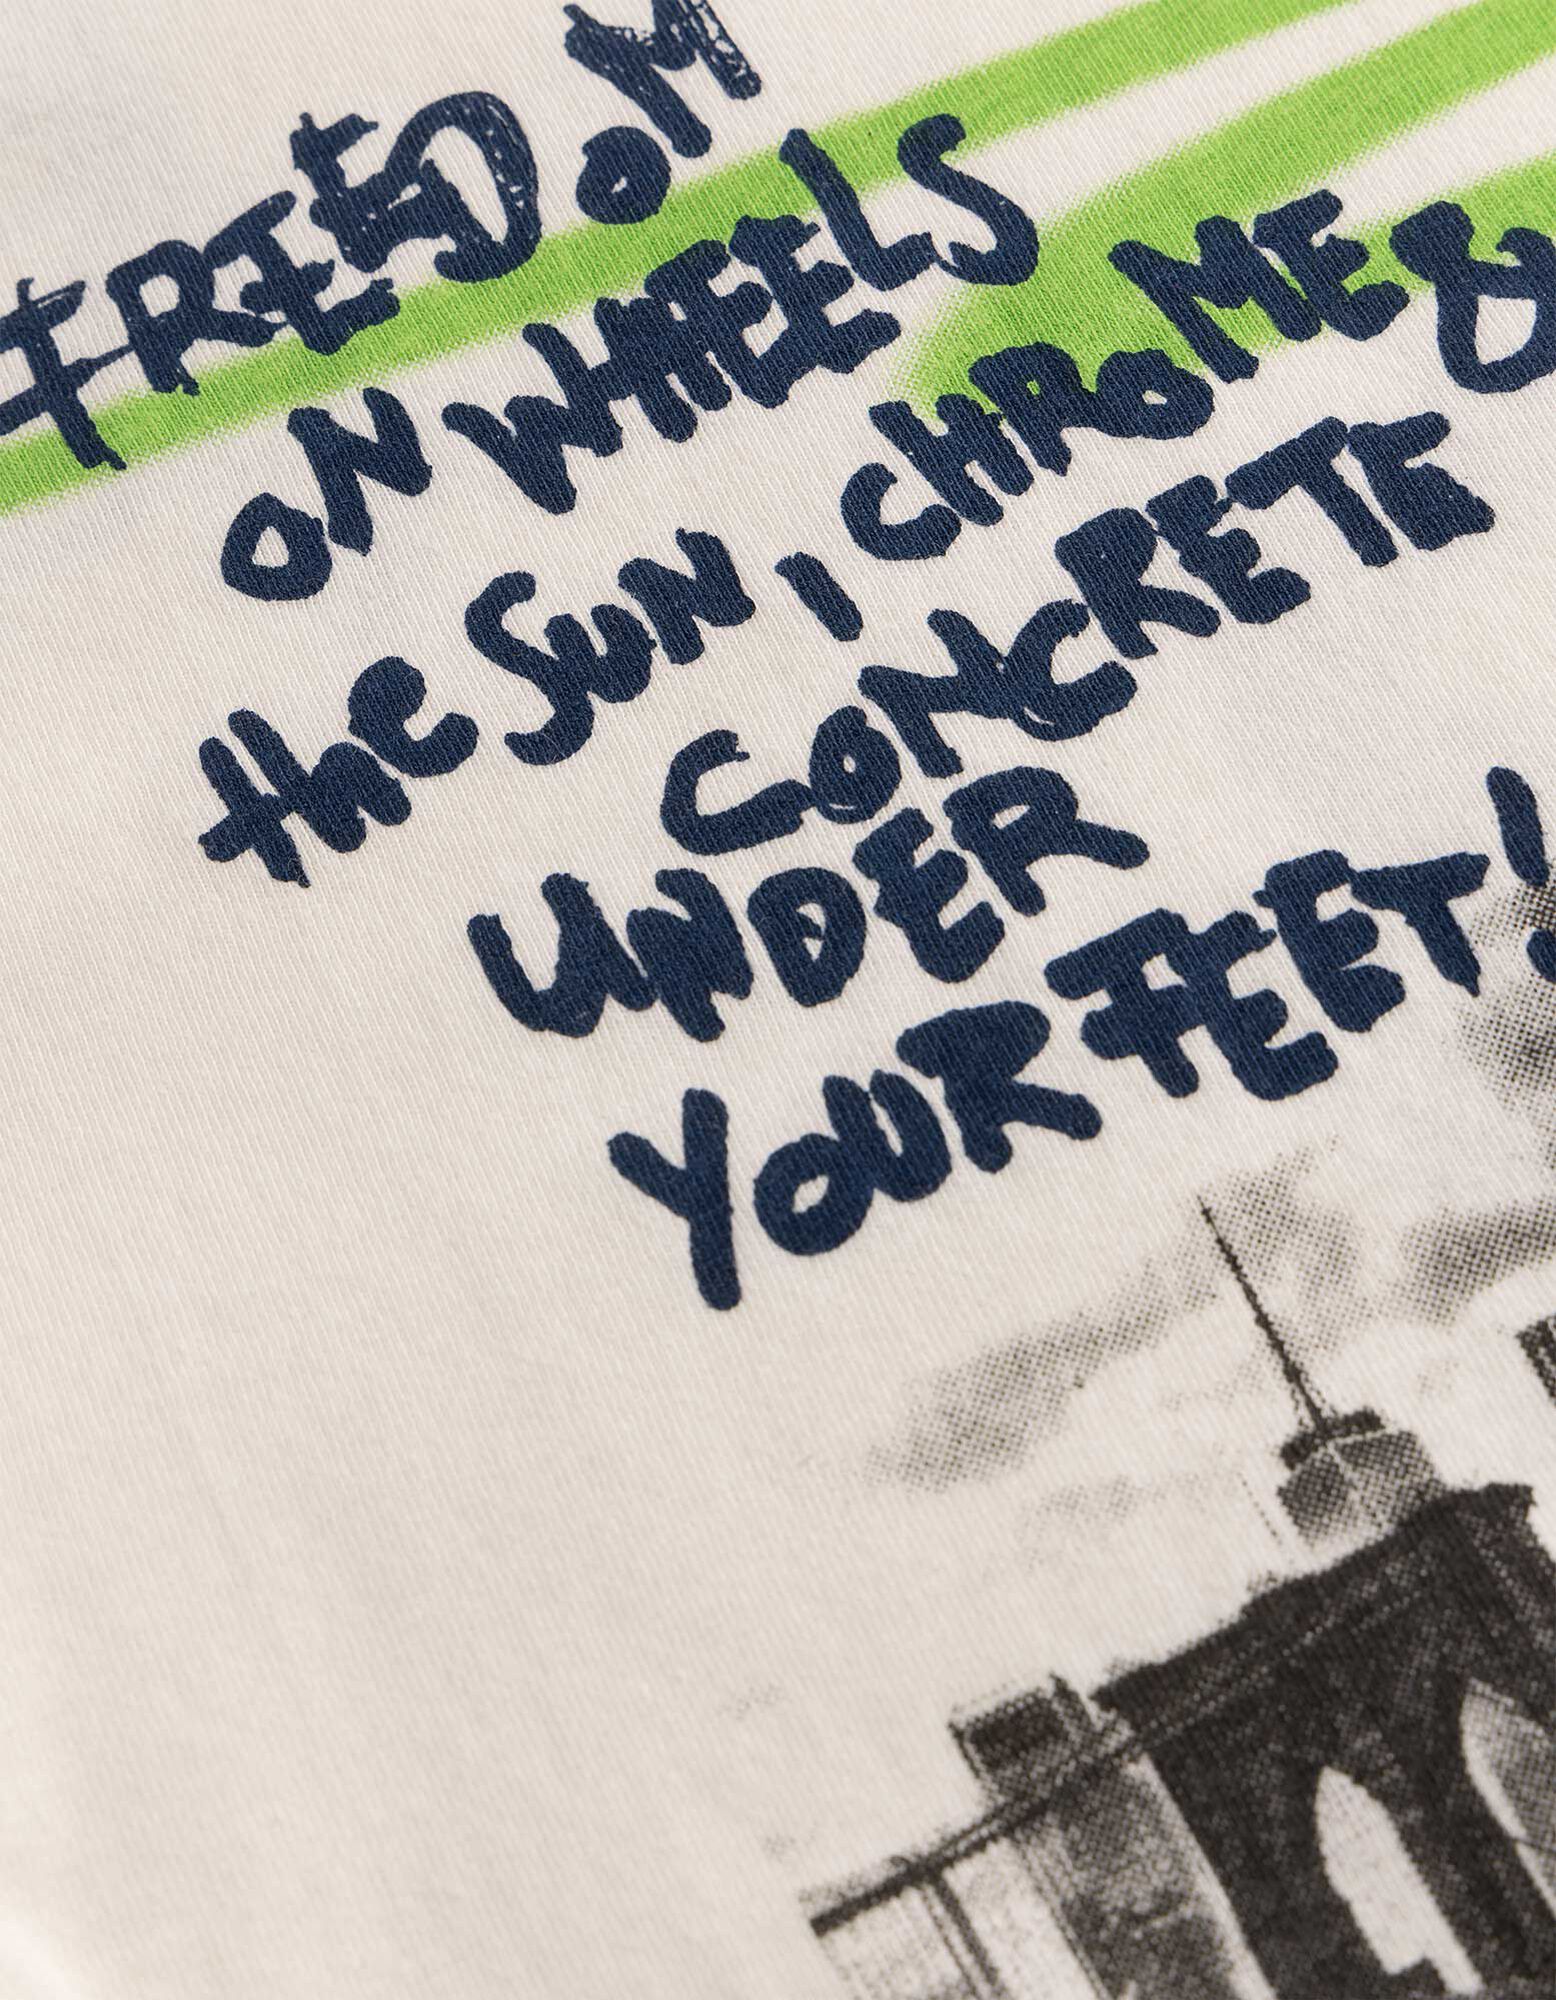 FREEDoM
oN WHEELS
the SUN, CHRoME &
CoNCRETE
UNDER
YoUR FEET!